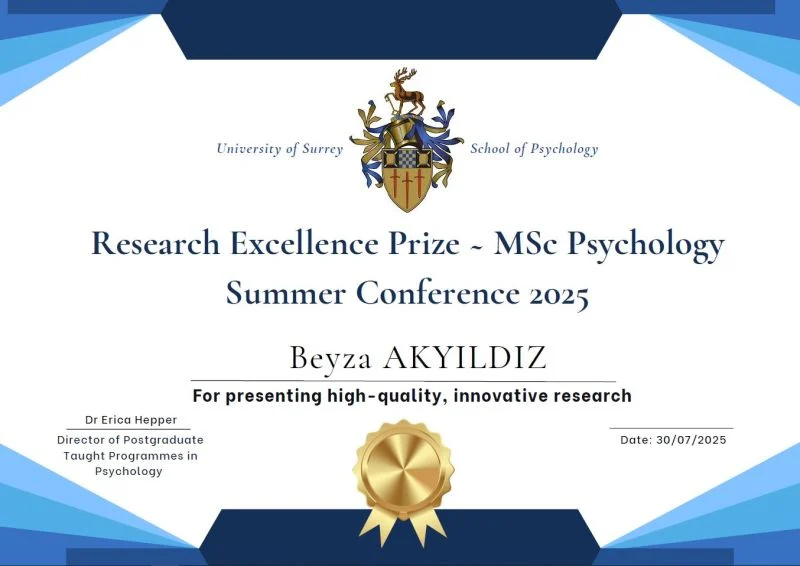 University of Surrey
School of Psychology
Research Excellence Prize ~ MSc Psychology
Summer Conference 2025
Beyza AKYILDIZ
For presenting high-quality, innovative research
Dr Erica Hepper
Director of Postgraduate
Taught Programmes in
Psychology
Date: 30/07/2025